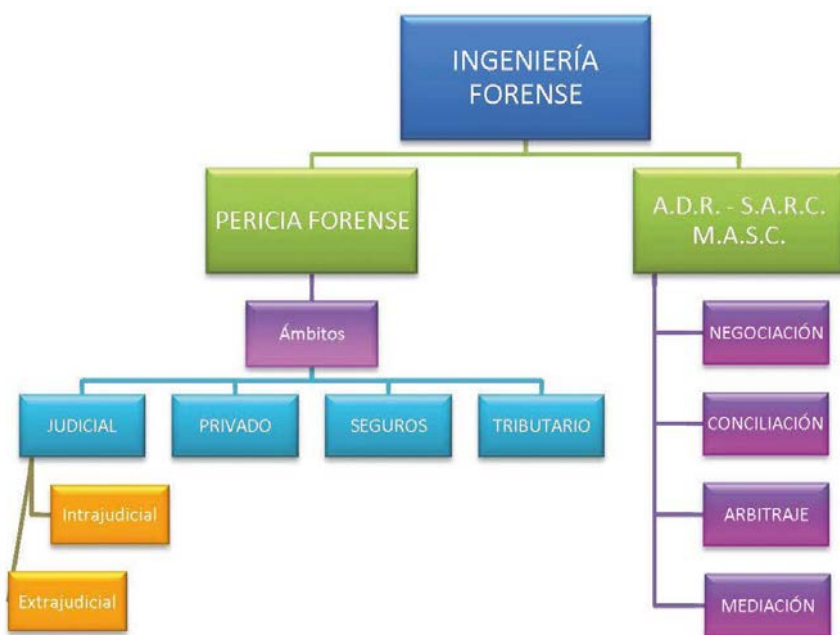 INGENIERÍA
FORENSE
PERICIA FORENSE
A.D.R. - S.A.R.C.
M.A.S.C.
Ámbitos
NEGOCIACIÓN
JUDICIAL
PRIVADO
SEGUROS
TRIBUTARIO
CONCILIACIÓN
Intrajudicial
ARBITRAJE
Extrajudicial
MEDIACIÓN